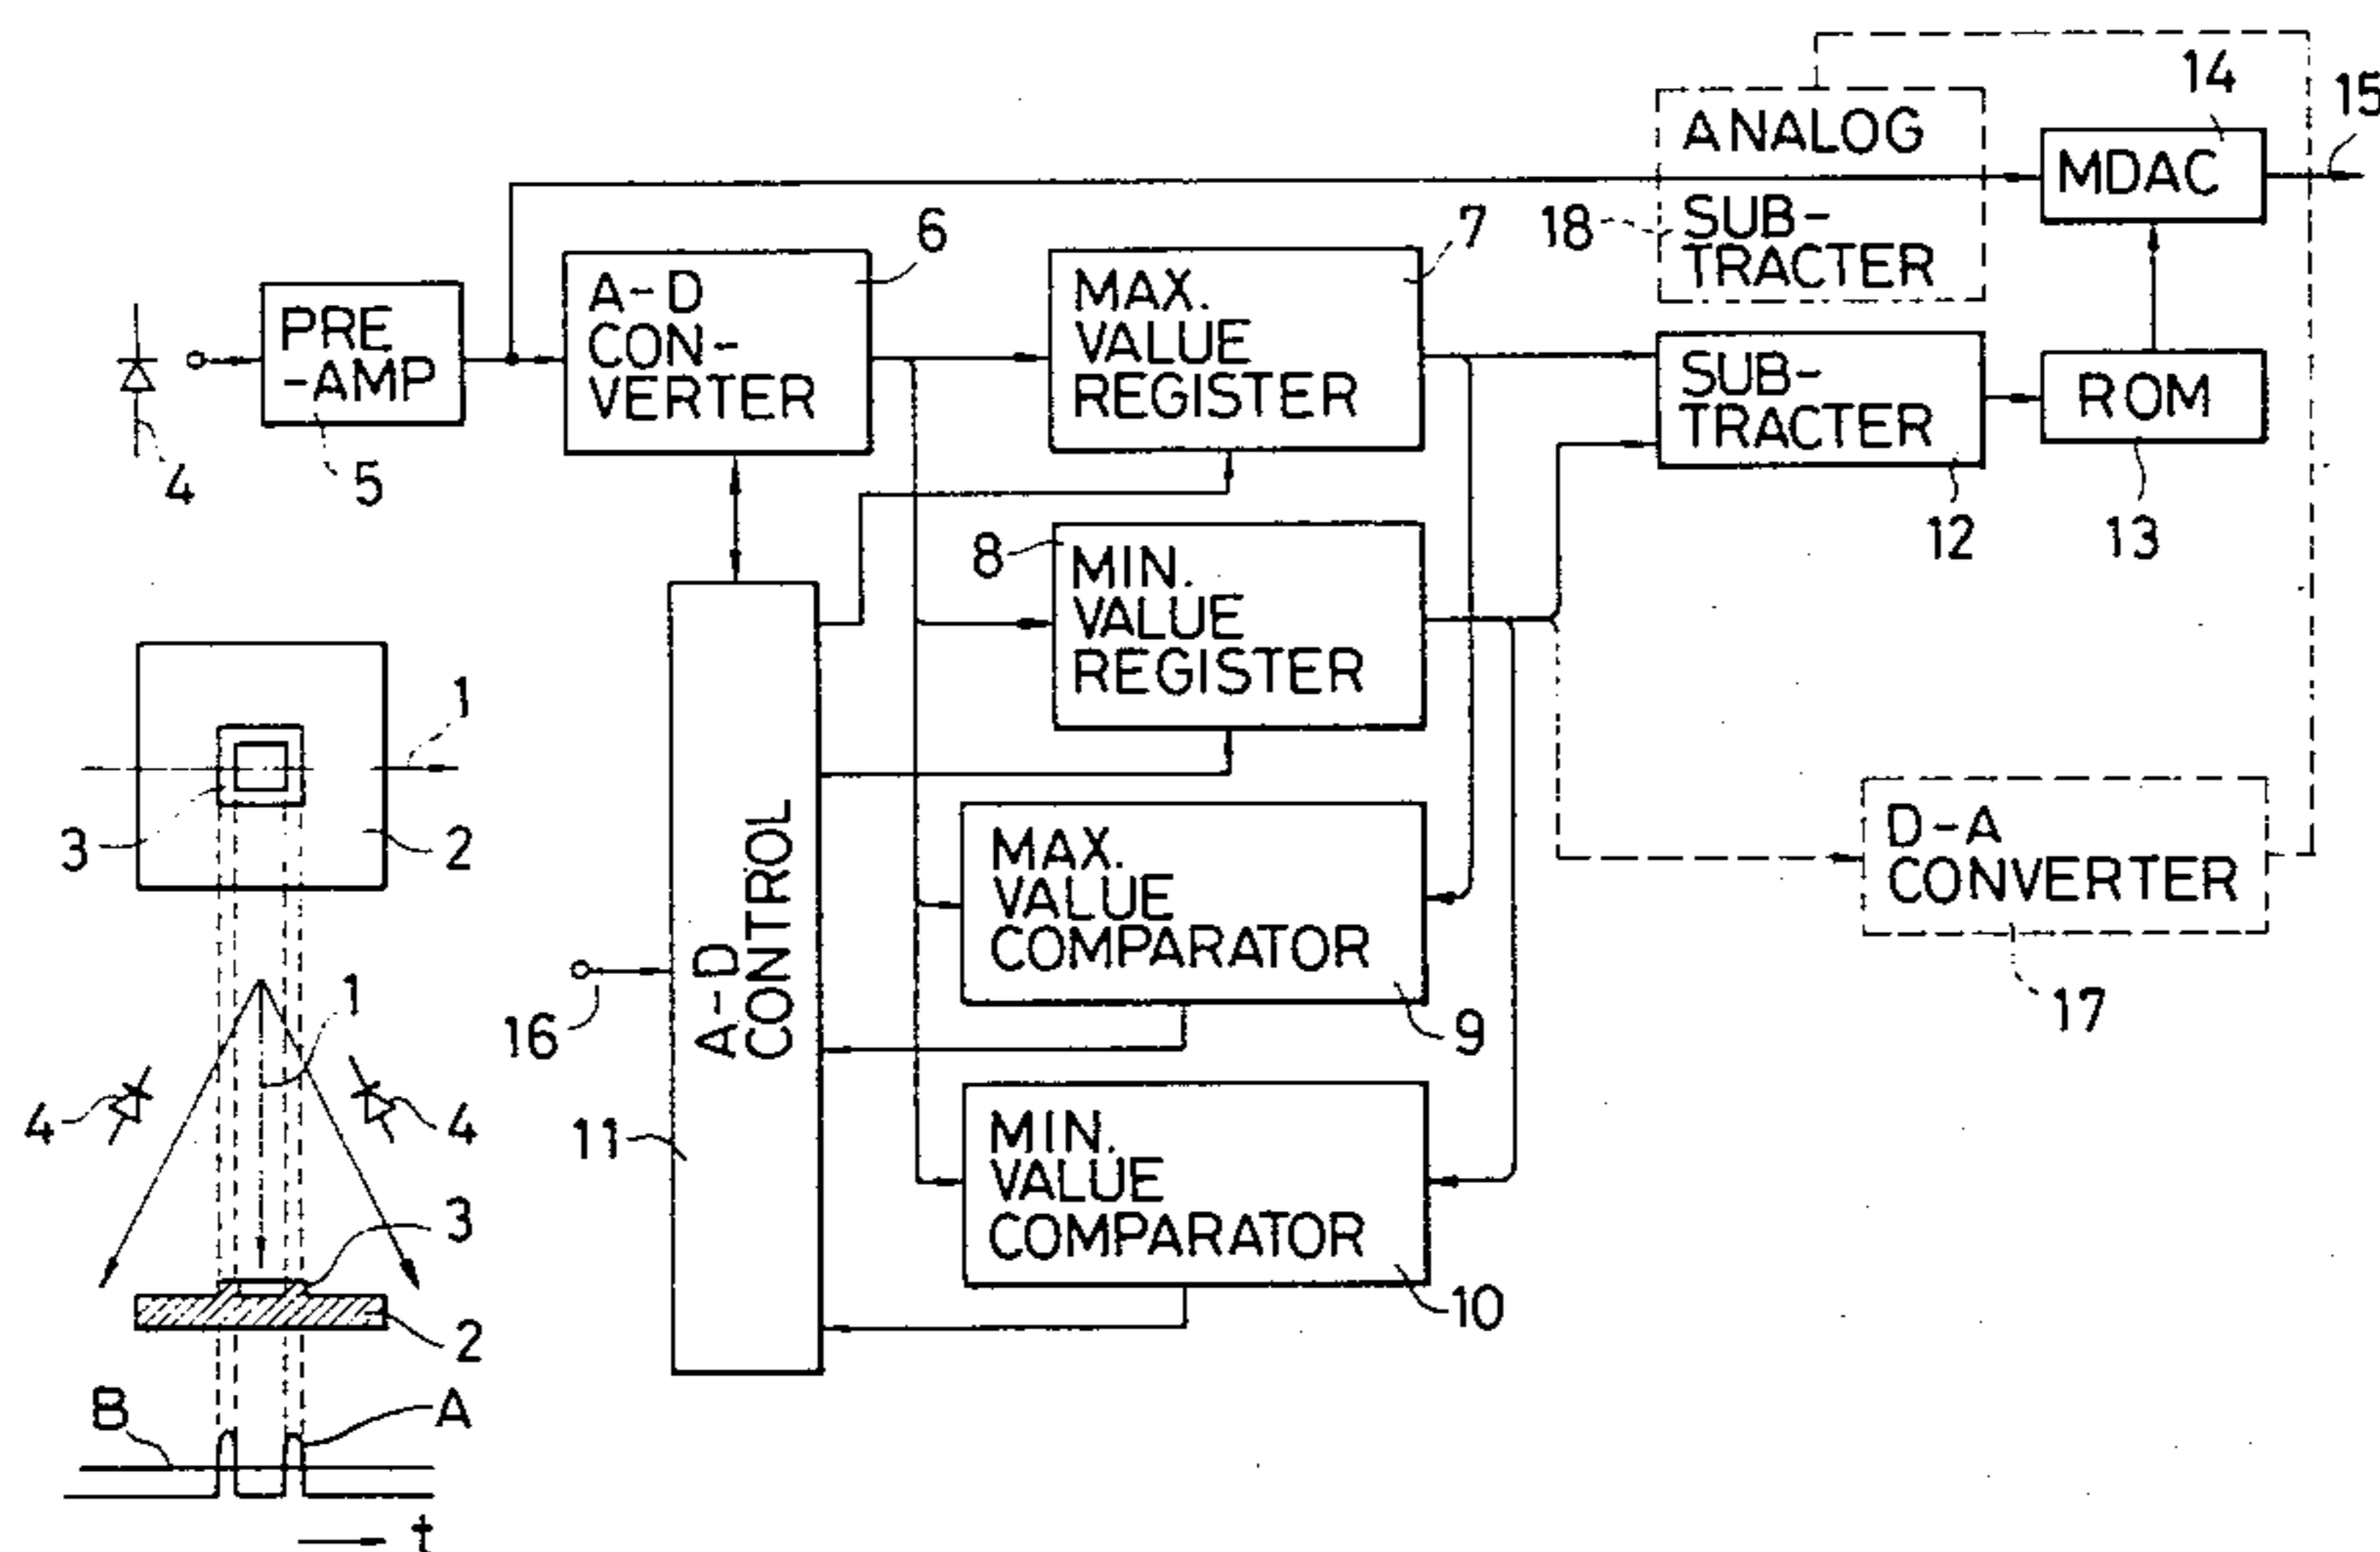 14
15
ANALOG
SUB-
TRACTER
18
MDAC
6
7
A-D
CON-
VERTER
MAX.
VALUE
REGISTER
PRE
-AMP
4
5
SUB-
TRACTER
ROM
12
13
8
MIN.
VALUE
REGISTER
1
3
2
A-D
CONTROL
MAX.
VALUE
COMPARATOR
9
D-A
CONVERTER
17
16
1
4
4
11
MIN.
VALUE
COMPARATOR
10
3
2
B
A
t